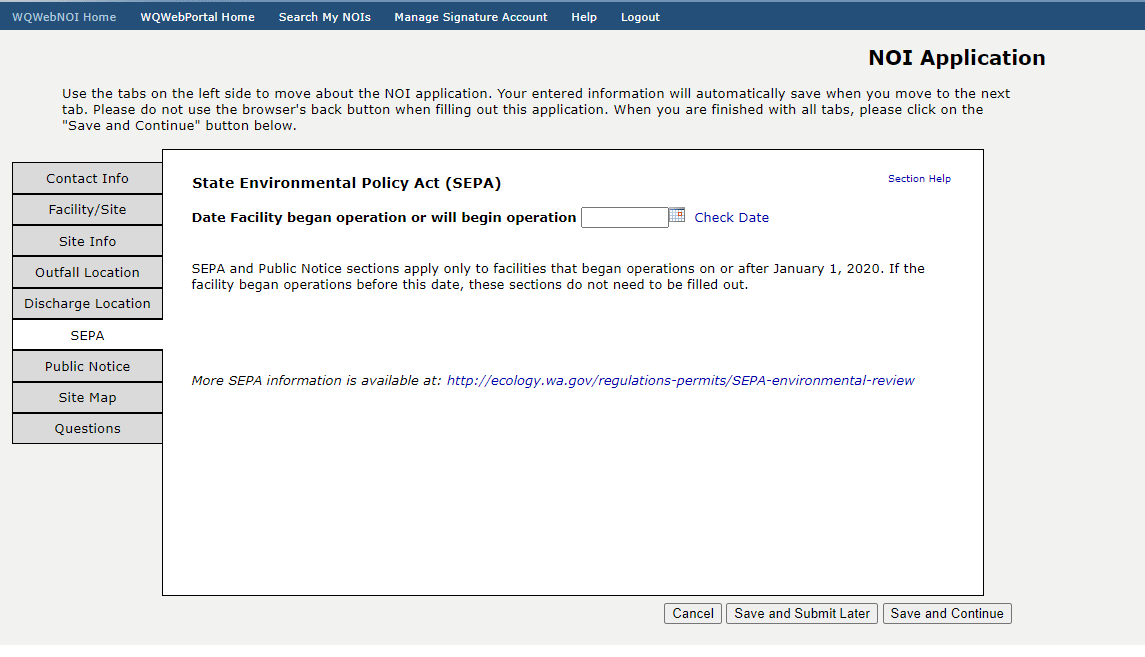 WQWebNOI Home WQWebPortal Home Search My NOIs Manage Signature Account Help Logout
NOI Application
Use the tabs on the left side to move about the NOI application. Your entered information will automatically save when you move to the next
tab. Please do not use the browser's back button when filling out this application. When you are finished with all tabs, please click on the
"Save and Continue" button below.
Contact Info
Facility/Site
Site Info
Outfall Location
Discharge Location
SEPA
Public Notice
Site Map
Questions
State Environmental Policy Act (SEPA)
Section Help
Date Facility began operation or will begin operation Check Date
SEPA and Public Notice sections apply only to facilities that began operations on or after January 1, 2020. If the
facility began operations before this date, these sections do not need to be filled out.
More SEPA information is available at: http://ecology.wa.gov/regulations-permits/SEPA-environmental-review
Cancel Save and Submit Later Save and Continue